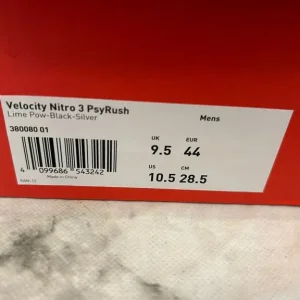 Velocity Nitro 3 PsyRush
Lime Pow-Black-Silver
Mens
380080 01
UK EUR
9.5 44
US CM
10.5 28.5
4 099686 543242
Made in China